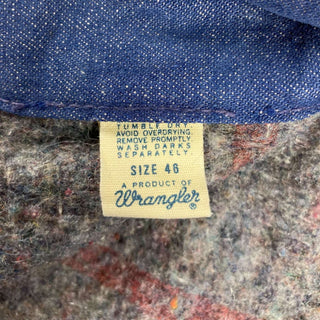 TUMBLE DRY.
AVOID OVERDRYING.
REMOVE PROMPTLY.
WASH DARKS
SEPARATELY.
SIZE 46
A PRODUCT OF
Wrangler®